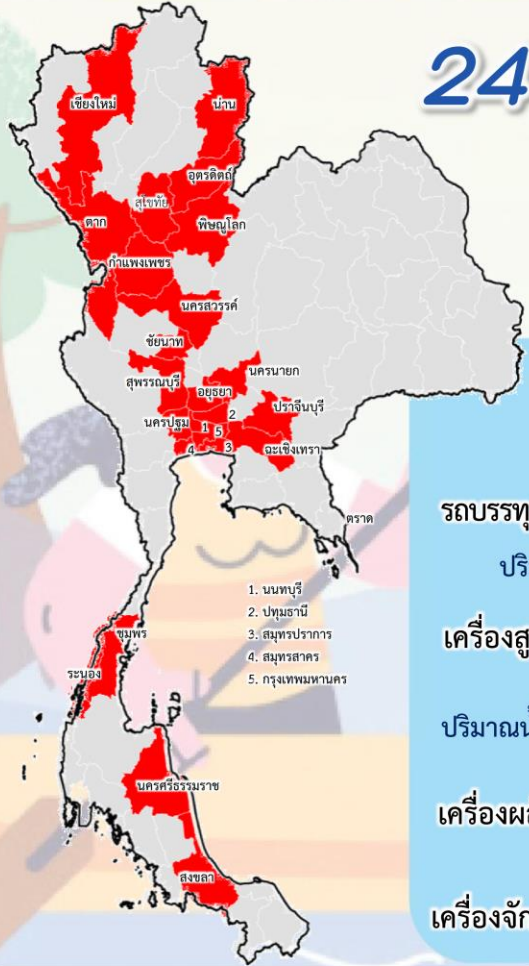 24
เชียงใหม่
น่าน
อุตรดิตถ์
สุโขทัย
ตาก
พิษณุโลก
กำแพงเพชร
นครสวรรค์
ชัยนาท
นครนายก
สุพรรณบุรี
อยุธยา
ปราจีนบุรี
2
นครปฐม
1
5
4
3
ฉะเชิงเทรา
ตราด
1. นนทบุรี
2. ปทุมธานี
3. สมุทรปราการ
4. สมุทรสาคร
5. กรุงเทพมหานคร
ชุมพร
ระนอง
นครศรีธรรมราช
สงขลา
รถบรรทุ
ปริ
เครื่องสู
ปริมาณน้
เครื่องผล
เครื่องจัก